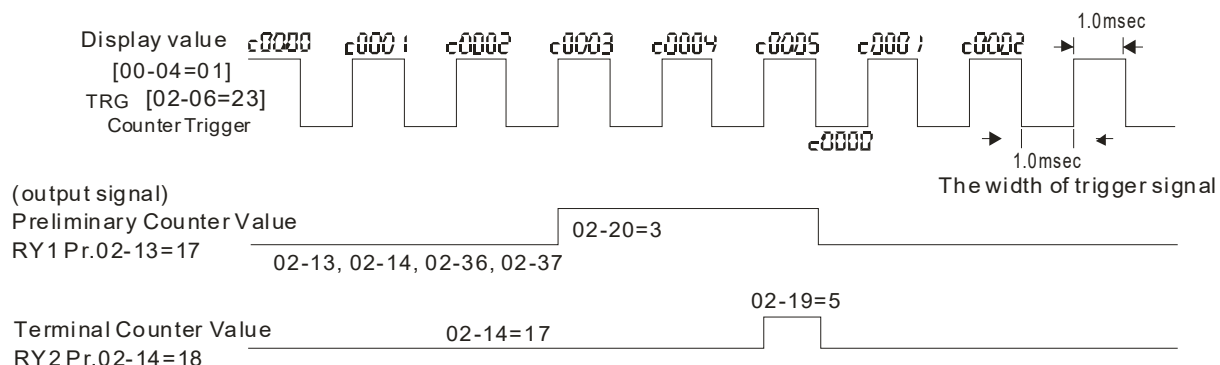 1.0msec
Display value c0000 c0001 c0002 c0003 c0004 c0005 c0001 c0002
[00-04=01]
TRG [02-06=23]
Counter Trigger
c0000
1.0msec
The width of trigger signal
(output signal)
Preliminary Counter Value
02-20=3
RY1 Pr.02-13=17
02-13, 02-14, 02-36, 02-37
02-19=5
Terminal Counter Value
02-14=17
RY2 Pr.02-14=18